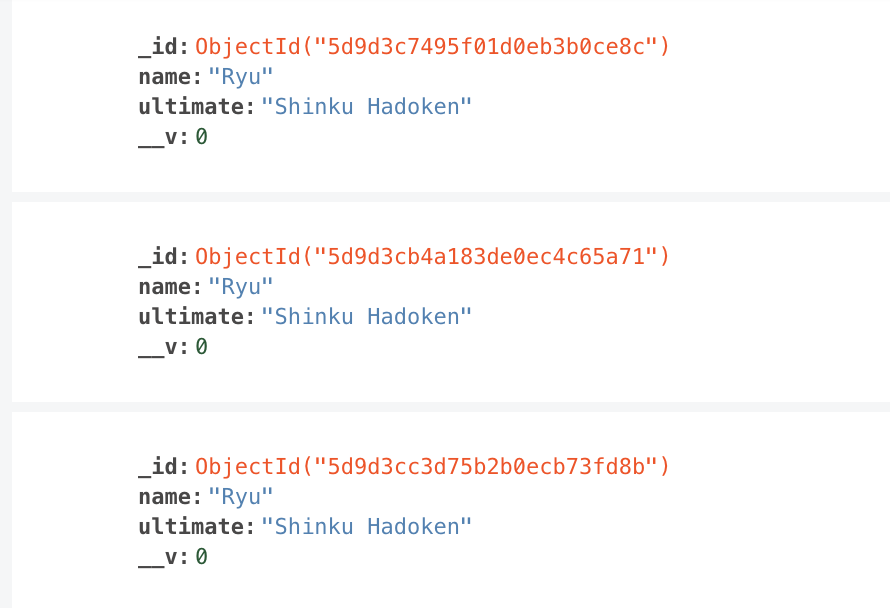 _id: ObjectId("5d9d3c7495f01d0eb3b0ce8c")
name: "Ryu"
ultimate: "Shinku Hadoken"
__v: 0
_id: ObjectId("5d9d3cb4a183de0ec4c65a71")
name: "Ryu"
ultimate: "Shinku Hadoken"
__v: 0
_id: ObjectId("5d9d3cc3d75b2b0ecb73fd8b")
name: "Ryu"
ultimate: "Shinku Hadoken"
__v: 0